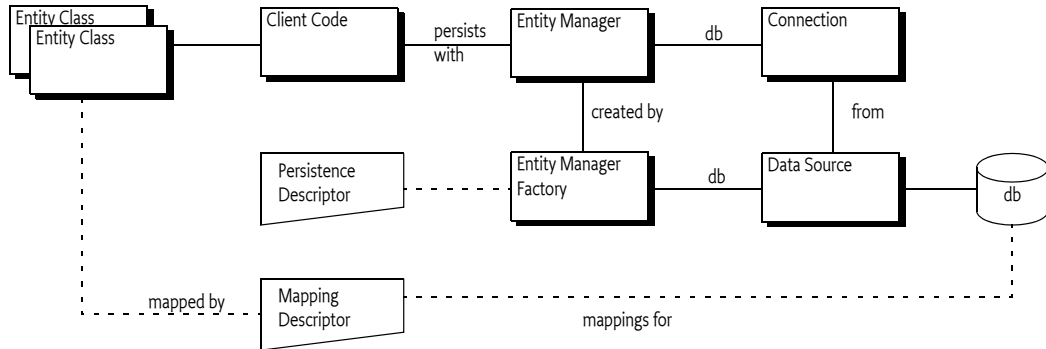 Entity Class
Entity Class
Client Code
persists
with
Entity Manager
db
Connection
created by
from
Persistence
Descriptor
Entity Manager
Factory
db
Data Source
db
mapped by
Mapping
Descriptor
mappings for